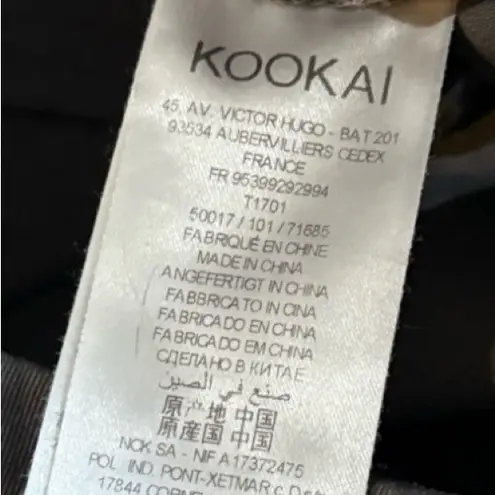 KOOKAI
45, AV. VICTOR HUGO - BAT 201
93534 AUBERVILLIERS CEDEX
FRANCE
FR 95399292994
T1701
50017 / 101 / 71685
FABRIQUÉ EN CHINE
MADE IN CHINA
ANGEFERTIGT IN CHINA
FABBRICATO IN CINA
FABRICADO EN CHINA
FABRICADO EM CHINA
СДЕЛАНО В КИТАЕ
صنع في الصين
原产地 中国
原産国 中国
NCK SA - NIF A17372475
POL. IND. PONT-XETMAR c.D
17844